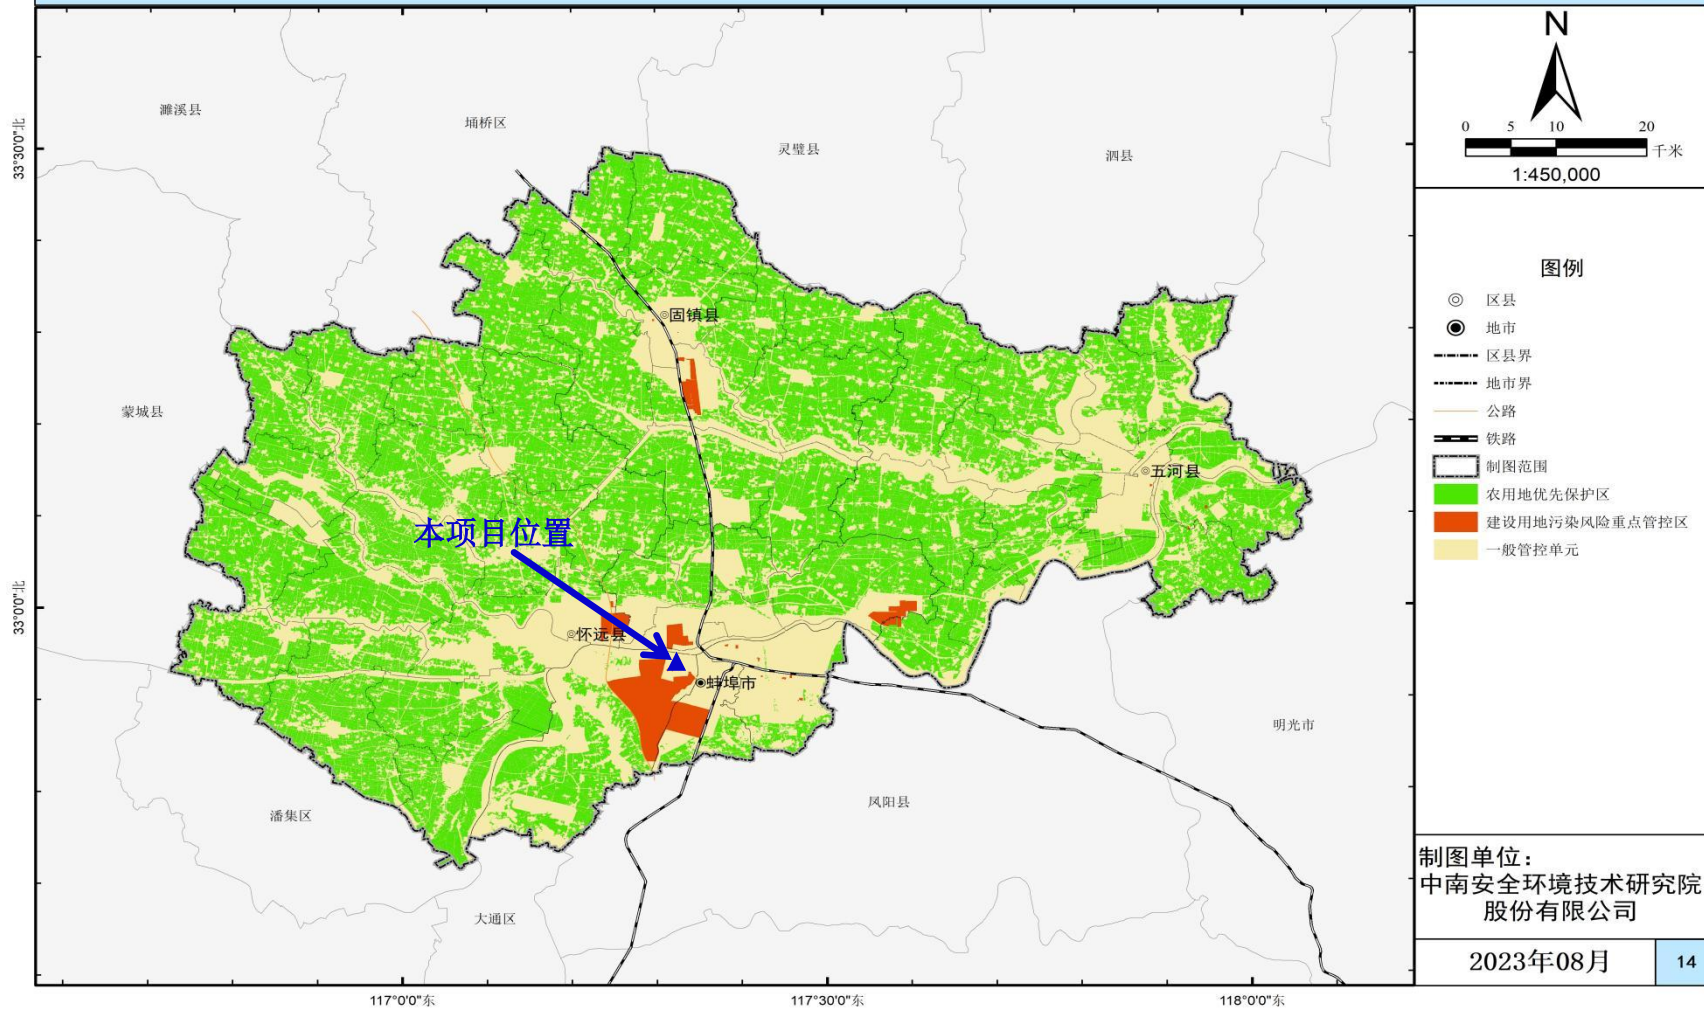 濉溪县
埇桥区
灵璧县
泗县
33°30'0"北
固镇县
蒙城县
五河县
本项目位置
33°0'0"北
怀远县
蚌埠市
明光市
潘集区
凤阳县
大通区
117°0'0"东
117°30'0"东
118°0'0"东
N
0 5 10 20
千米
1:450,000
图例
区县
地市
区县界
地市界
公路
铁路
制图范围
农用地优先保护区
建设用地污染风险重点管控区
一般管控单元
制图单位：
中南安全环境技术研究院
股份有限公司
2023年08月
14